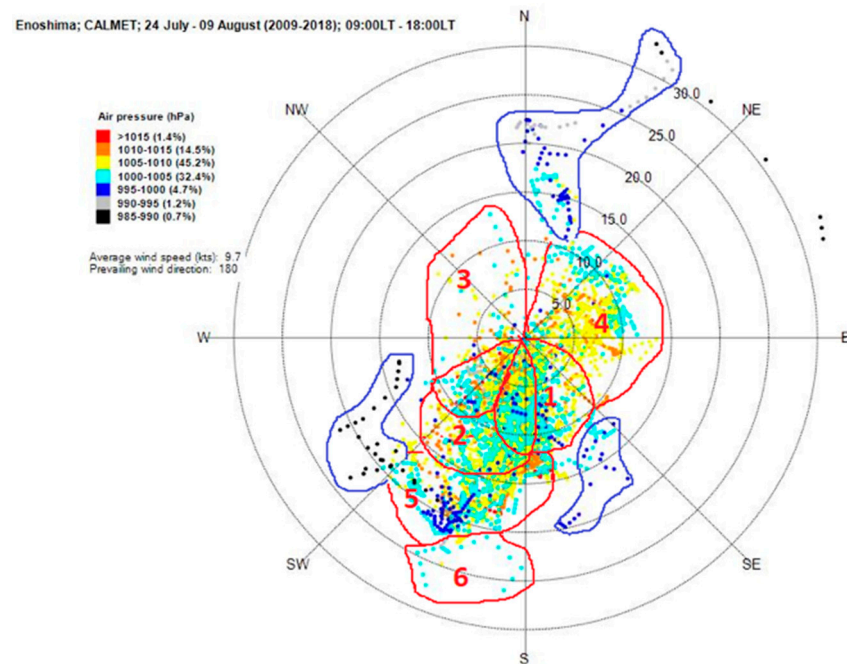 Enoshima; CALMET; 24 July - 09 August (2009-2018); 09:00LT - 18:00LT
N
NW
NE
30.0
25.0
20.0
15.0
10.0
5.0
Air pressure (hPa)
>1015 (1.4%)
1010-1015 (14.5%)
1005-1010 (45.2%)
1000-1005 (32.4%)
995-1000 (4.7%)
990-995 (1.2%)
985-990 (0.7%)
Average wind speed (kts): 9.7
Prevailing wind direction: 180
3
4
W
E
1
2
5
6
SW
SE
S